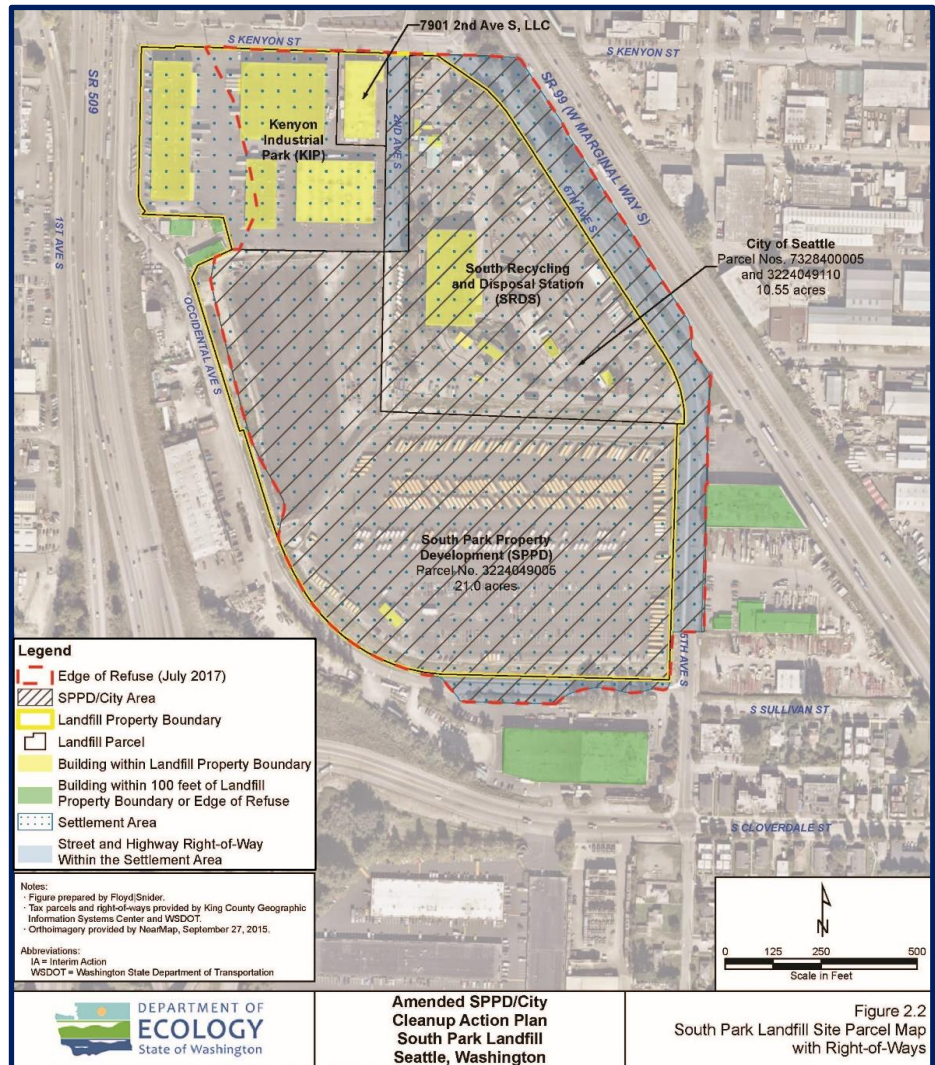 7901 2nd Ave S, LLC
S KENYON ST
S KENYON ST
SR 509
SR 99 (W MARGINAL WAY S)
Kenyon
Industrial
Park (KIP)
2ND AVE S
6TH AVE S
1ST AVE S
City of Seattle
Parcel Nos. 7328400005
and 3224049110
10.55 acres
South Recycling
and Disposal Station
(SRDS)
OCCIDENTAL AVE S
South Park Property
Development (SPPD)
Parcel No. 3224049005
21.0 acres
5TH AVE S
S SULLIVAN ST
S CLOVERDALE ST
Legend
Edge of Refuse (July 2017)
SPPD/City Area
Landfill Property Boundary
Landfill Parcel
Building within Landfill Property Boundary
Building within 100 feet of Landfill
Property Boundary or Edge of Refuse
Settlement Area
Street and Highway Right-of-Way
Within the Settlement Area
Notes:
· Figure prepared by Floyd|Snider.
· Tax parcels and right-of-ways provided by King County Geographic
Information Systems Center and WSDOT.
· Orthoimagery provided by NearMap, September 27, 2015.
Abbreviations:
IA = Interim Action
WSDOT = Washington State Department of Transportation
N
0 125 250 500
Scale in Feet
DEPARTMENT OF
ECOLOGY
State of Washington
Amended SPPD/City
Cleanup Action Plan
South Park Landfill
Seattle, Washington
Figure 2.2
South Park Landfill Site Parcel Map
with Right-of-Ways